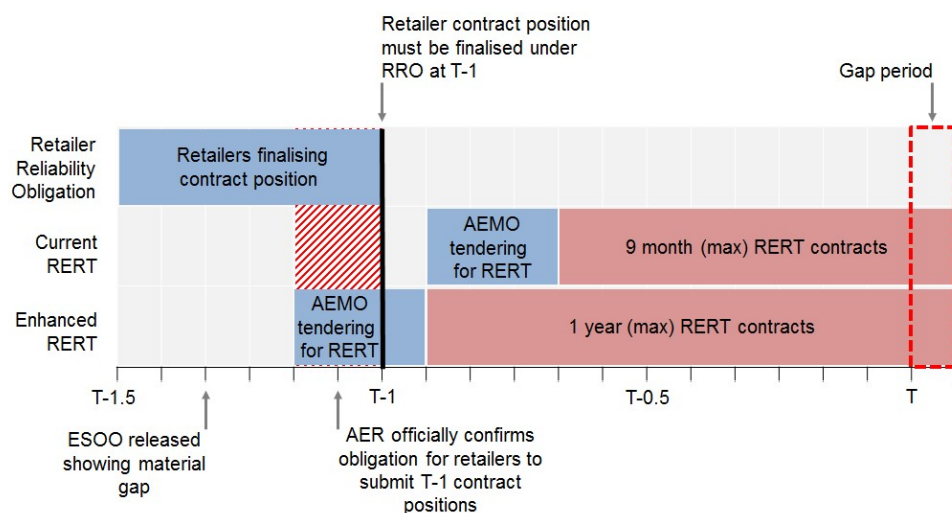 Retailer contract position
must be finalised under
RRO at T-1
Gap period
Retailer
Reliability
Obligation
Retailers finalising
contract position
Current
RERT
AEMO
tendering
for RERT
9 month (max) RERT contracts
Enhanced
RERT
AEMO
tendering
for RERT
1 year (max) RERT contracts
T-1.5
T-1
T-0.5
T
ESOO released
showing material
gap
AER officially confirms
obligation for retailers to
submit T-1 contract
positions